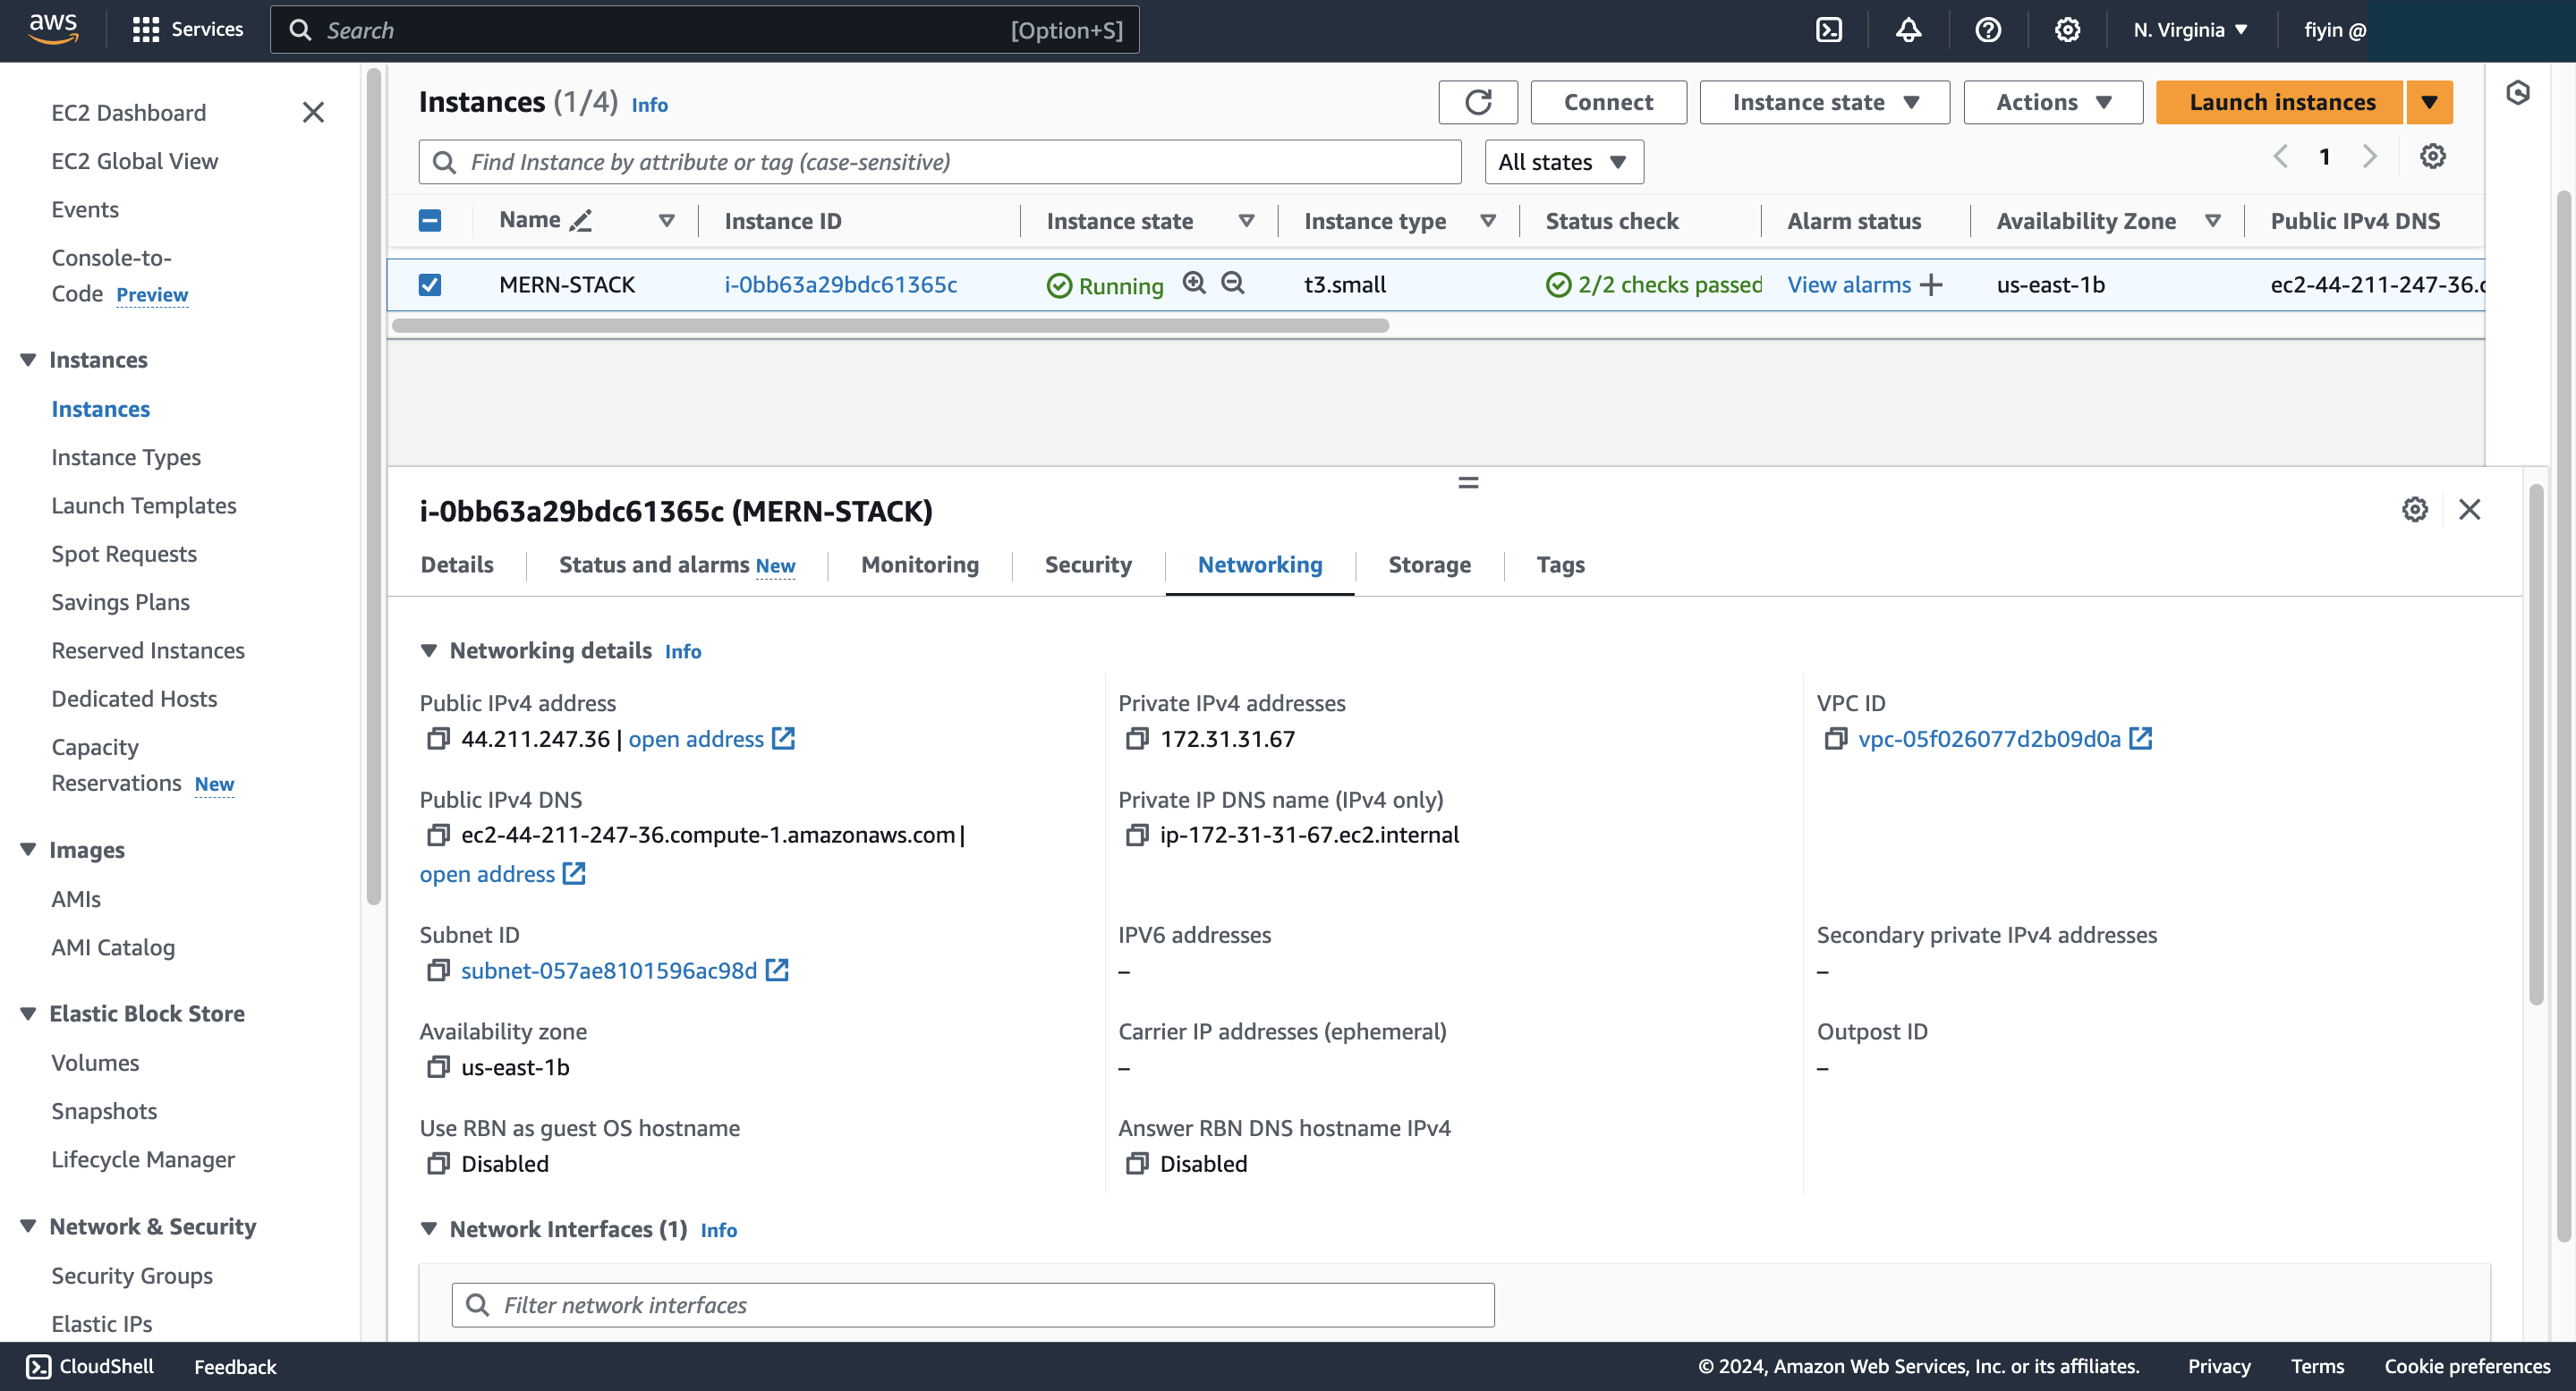 aws
Services
Search
[Option+S]
N. Virginia
fiyin @
EC2 Dashboard
EC2 Global View
Events
Console-to-
Code Preview
Instances
Instances
Instance Types
Launch Templates
Spot Requests
Savings Plans
Reserved Instances
Dedicated Hosts
Capacity
Reservations New
Images
AMIs
AMI Catalog
Elastic Block Store
Volumes
Snapshots
Lifecycle Manager
Network & Security
Security Groups
Elastic IPs
Instances (1/4) Info
Connect
Instance state
Actions
Launch instances
Find Instance by attribute or tag (case-sensitive)
All states
1
Name Instance ID Instance state Instance type Status check Alarm status Availability Zone Public IPv4 DNS
MERN-STACK i-0bb63a29bdc61365c Running t3.small 2/2 checks passed View alarms us-east-1b ec2-44-211-247-36.c
i-0bb63a29bdc61365c (MERN-STACK)
Details
Status and alarms New
Monitoring
Security
Networking
Storage
Tags
Networking details Info
Public IPv4 address
44.211.247.36 | open address
Private IPv4 addresses
172.31.31.67
VPC ID
vpc-05f026077d2b09d0a
Public IPv4 DNS
ec2-44-211-247-36.compute-1.amazonaws.com |
open address
Private IP DNS name (IPv4 only)
ip-172-31-31-67.ec2.internal
Subnet ID
subnet-057ae8101596ac98d
IPV6 addresses
–
Secondary private IPv4 addresses
–
Availability zone
us-east-1b
Carrier IP addresses (ephemeral)
–
Outpost ID
–
Use RBN as guest OS hostname
Disabled
Answer RBN DNS hostname IPv4
Disabled
Network Interfaces (1) Info
Filter network interfaces
CloudShell
Feedback
© 2024, Amazon Web Services, Inc. or its affiliates.
Privacy
Terms
Cookie preferences